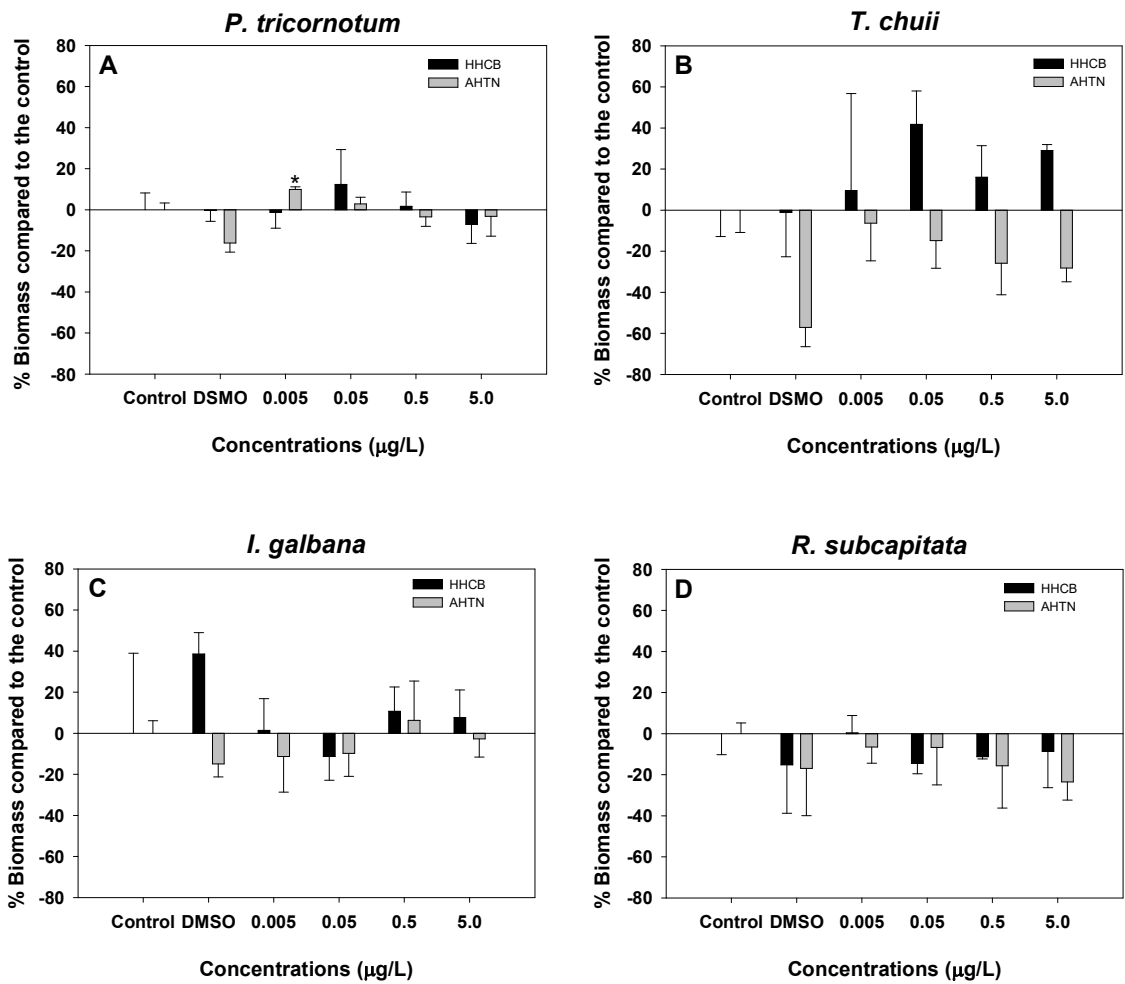 P. tricornotum
A
HHCB
AHTN
80
60
40
20
0
-20
-40
-60
-80
% Biomass compared to the control
*
Control DSMO 0.005 0.05 0.5 5.0
Concentrations (µg/L)
T. chuii
B
HHCB
AHTN
80
60
40
20
0
-20
-40
-60
-80
% Biomass compared to the control
Control DSMO 0.005 0.05 0.5 5.0
Concentrations (µg/L)
I. galbana
C
HHCB
AHTN
80
60
40
20
0
-20
-40
-60
-80
% Biomass compared to the control
Control DMSO 0.005 0.05 0.5 5.0
Concentrations (µg/L)
R. subcapitata
D
HHCB
AHTN
80
60
40
20
0
-20
-40
-60
-80
% Biomass compared to the control
Control DMSO 0.005 0.05 0.5 5.0
Concentrations (µg/L)